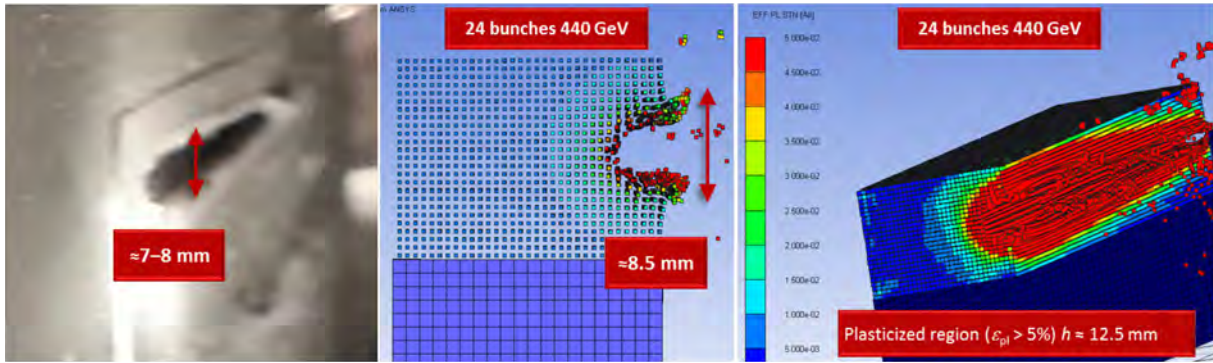 ≈7–8 mm
ANSYS
24 bunches 440 GeV
≈8.5 mm
EFF PL.STN (All)
5.000e-02
4.500e-02
4.000e-02
3.500e-02
3.000e-02
2.500e-02
2.000e-02
1.500e-02
1.000e-02
5.000e-03
24 bunches 440 GeV
Plasticized region (εpl > 5%) h ≈ 12.5 mm